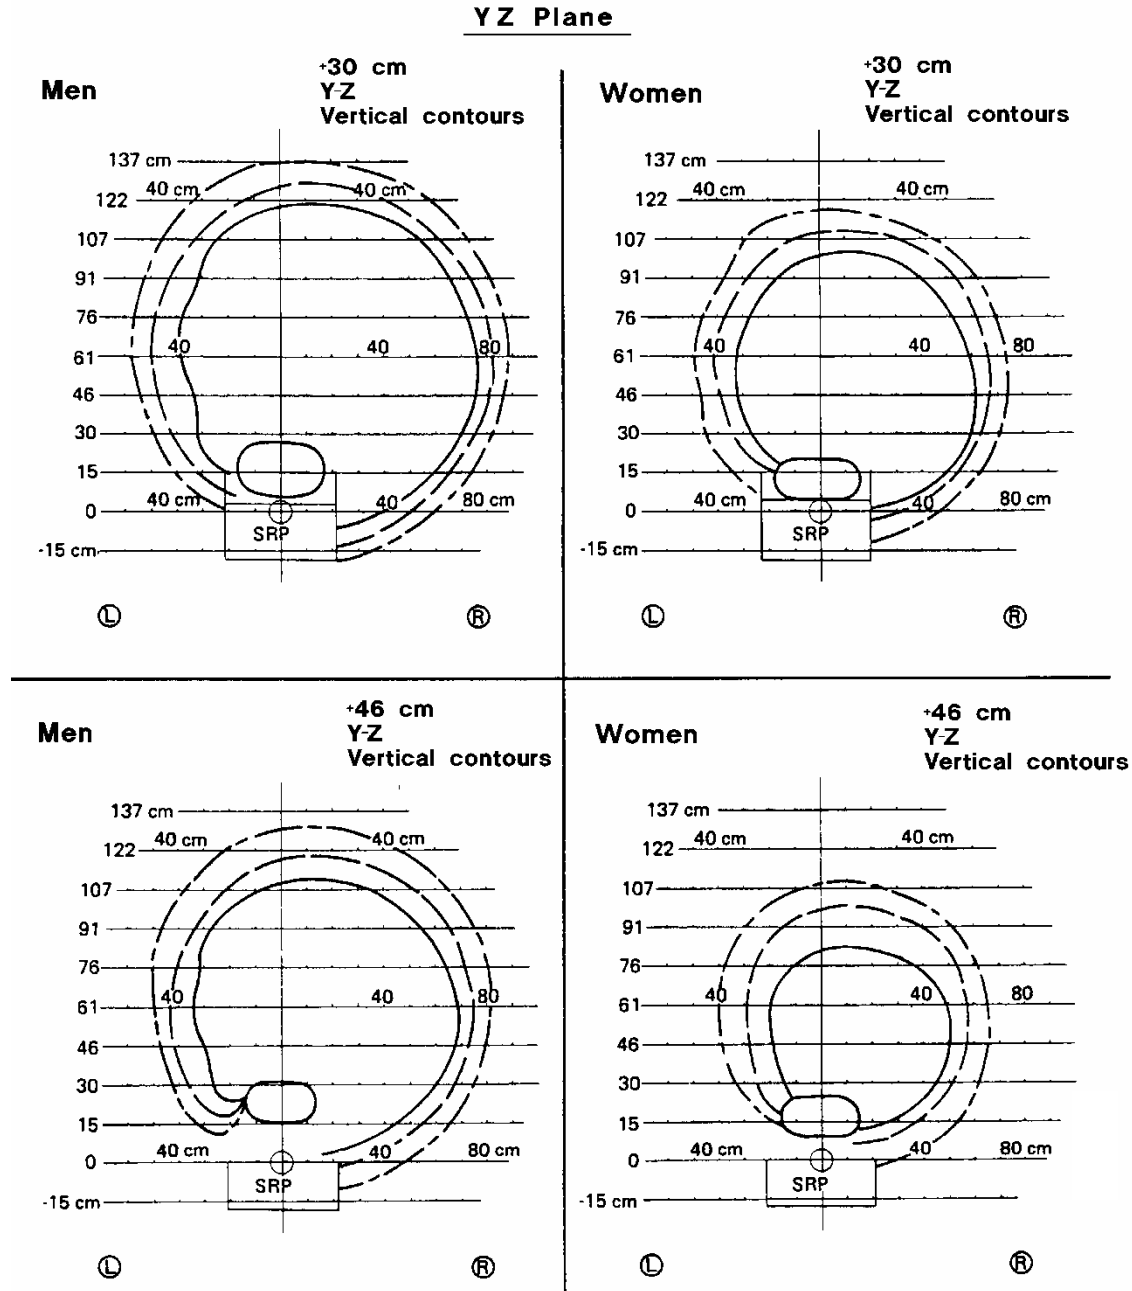 YZ Plane
Men
+30 cm
Y-Z
Vertical contours
137 cm
40 cm
40 cm
122
107
91
76
40
40
80
61
46
30
15
40 cm
40
80 cm
0
SRP
-15 cm
L
R
Women
+30 cm
Y-Z
Vertical contours
137 cm
40 cm
40 cm
122
107
91
76
40
40
80
61
46
30
15
40 cm
40
80 cm
0
SRP
-15 cm
L
R
Men
+46 cm
Y-Z
Vertical contours
137 cm
40 cm
40 cm
122
107
91
76
40
40
80
61
46
30
15
40 cm
40
80 cm
0
SRP
-15 cm
L
R
Women
+46 cm
Y-Z
Vertical contours
137 cm
40 cm
40 cm
122
107
91
76
40
40
80
61
46
30
15
40 cm
40
80 cm
0
SRP
-15 cm
L
R